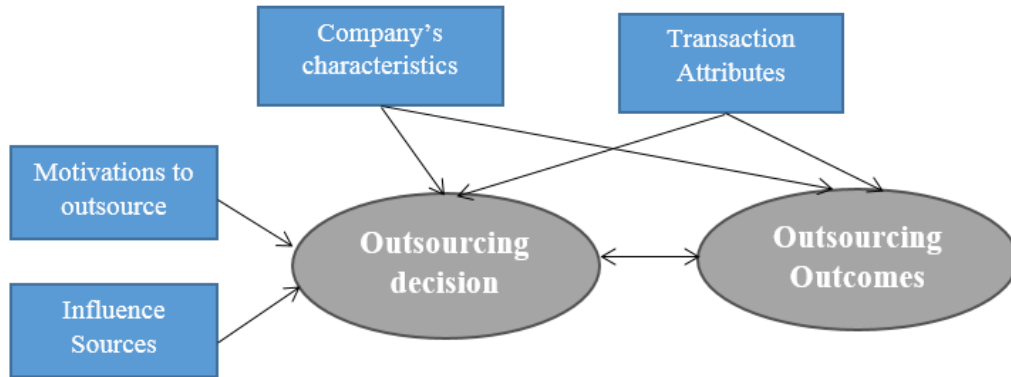 Company’s
characteristics
Transaction
Attributes
Motivations to
outsource
Influence
Sources
Outsourcing
decision
Outsourcing
Outcomes